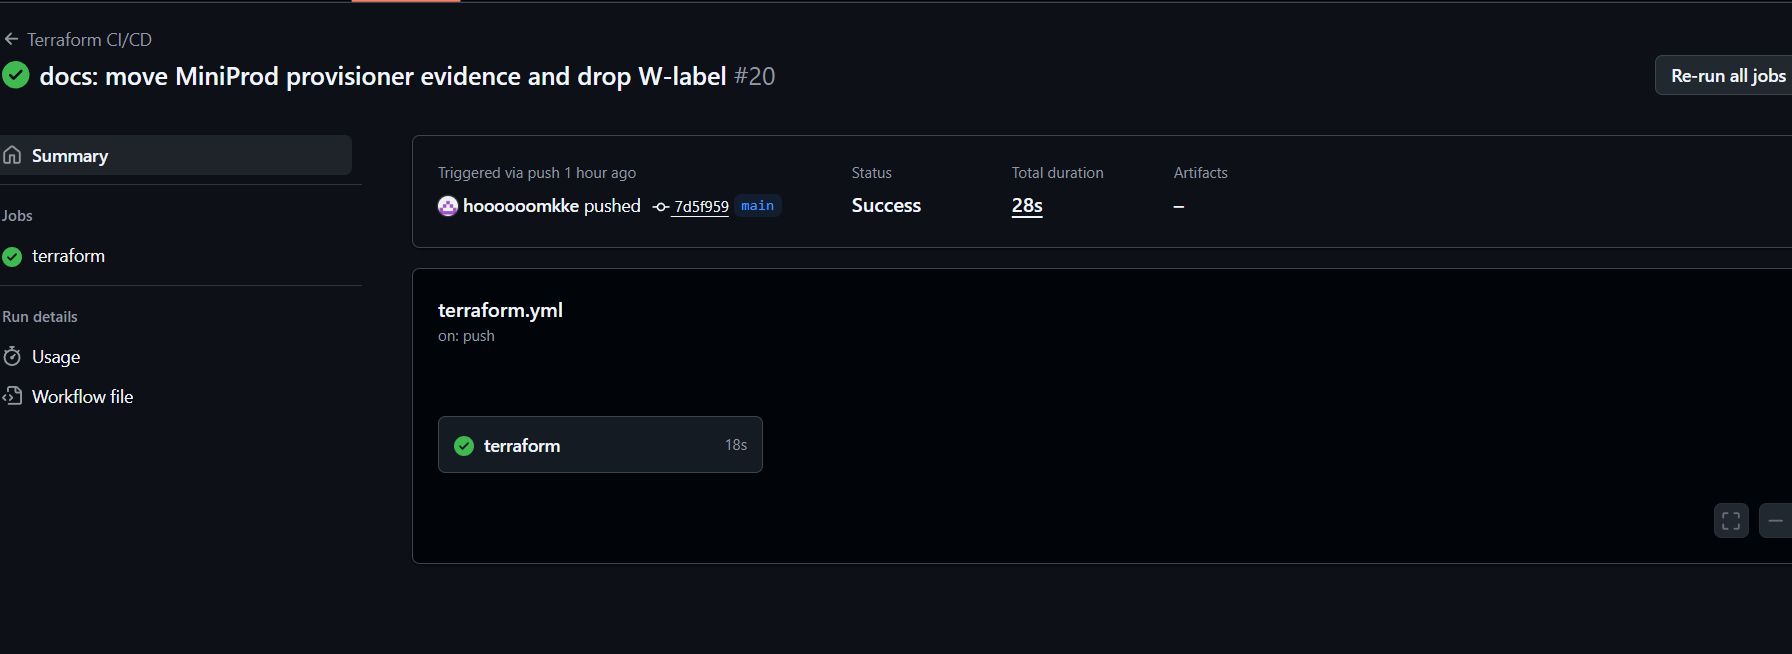 Terraform CI/CD
docs: move MiniProd provisioner evidence and drop W-label #20
Re-run all jobs
Summary
Jobs
terraform
Run details
Usage
Workflow file
Triggered via push 1 hour ago
hoooooomkke pushed 7d5f959 main
Status
Success
Total duration
28s
Artifacts
–
terraform.yml
on: push
terraform 18s